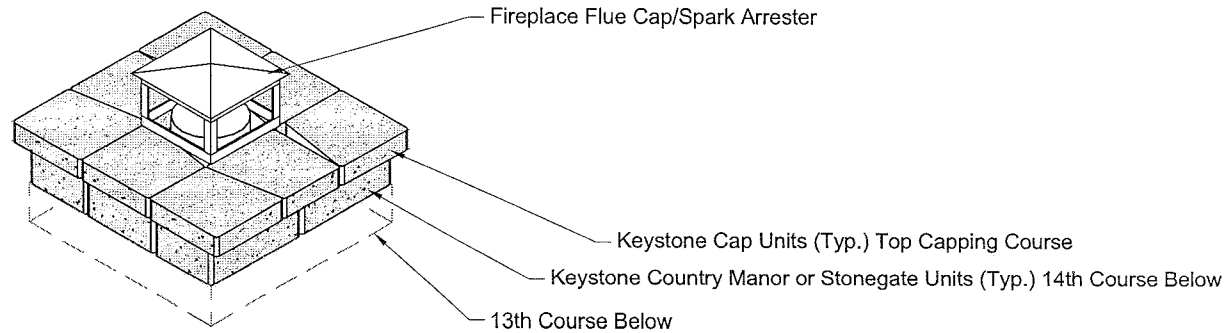 Fireplace Flue Cap/Spark Arrester
Keystone Cap Units (Typ.) Top Capping Course
Keystone Country Manor or Stonegate Units (Typ.) 14th Course Below
13th Course Below